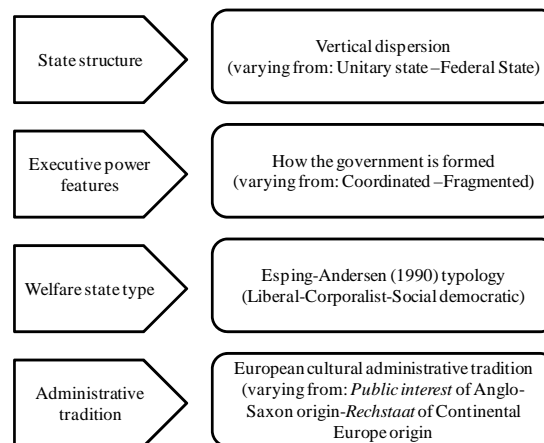 State structure
Vertical dispersion
(varying from: Unitary state –Federal State)
Executive power
features
How the government is formed
(varying from: Coordinated –Fragmented)
Welfare state type
Esping-Andersen (1990) typology
(Liberal-Corporalist-Social democratic)
Administrative
tradition
European cultural administrative tradition
(varying from: Public interest of Anglo-
Saxon origin-Rechstaat of Continental
Europe origin